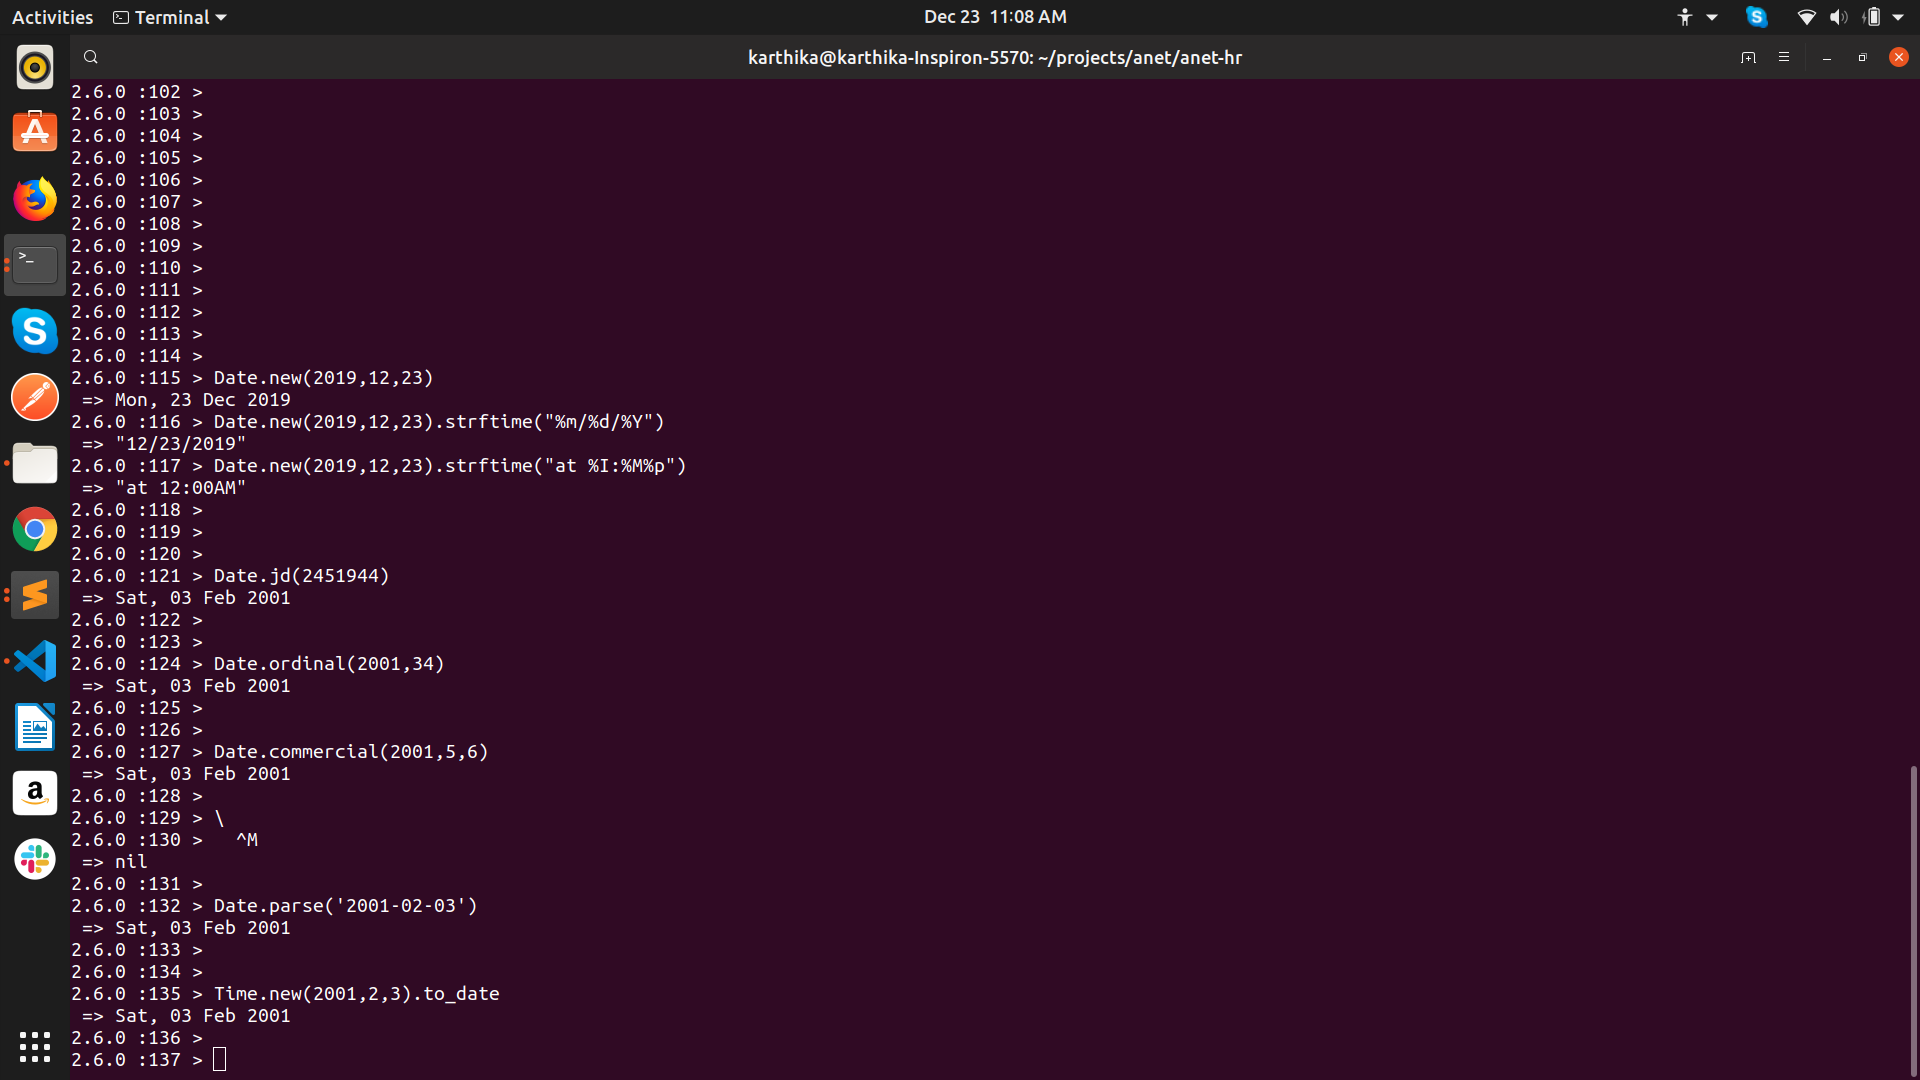 Activities Terminal Dec 23 11:08 AM
karthika@karthika-Inspiron-5570: ~/projects/anet/anet-hr
2.6.0 :102 >
2.6.0 :103 >
2.6.0 :104 >
2.6.0 :105 >
2.6.0 :106 >
2.6.0 :107 >
2.6.0 :108 >
2.6.0 :109 >
2.6.0 :110 >
2.6.0 :111 >
2.6.0 :112 >
2.6.0 :113 >
2.6.0 :114 >
2.6.0 :115 > Date.new(2019,12,23)
 => Mon, 23 Dec 2019
2.6.0 :116 > Date.new(2019,12,23).strftime("%m/%d/%Y")
 => "12/23/2019"
2.6.0 :117 > Date.new(2019,12,23).strftime("at %I:%M%p")
 => "at 12:00AM"
2.6.0 :118 >
2.6.0 :119 >
2.6.0 :120 >
2.6.0 :121 > Date.jd(2451944)
 => Sat, 03 Feb 2001
2.6.0 :122 >
2.6.0 :123 >
2.6.0 :124 > Date.ordinal(2001,34)
 => Sat, 03 Feb 2001
2.6.0 :125 >
2.6.0 :126 >
2.6.0 :127 > Date.commercial(2001,5,6)
 => Sat, 03 Feb 2001
2.6.0 :128 >
2.6.0 :129 > \
2.6.0 :130 >   ^M
 => nil
2.6.0 :131 >
2.6.0 :132 > Date.parse('2001-02-03')
 => Sat, 03 Feb 2001
2.6.0 :133 >
2.6.0 :134 >
2.6.0 :135 > Time.new(2001,2,3).to_date
 => Sat, 03 Feb 2001
2.6.0 :136 >
2.6.0 :137 >